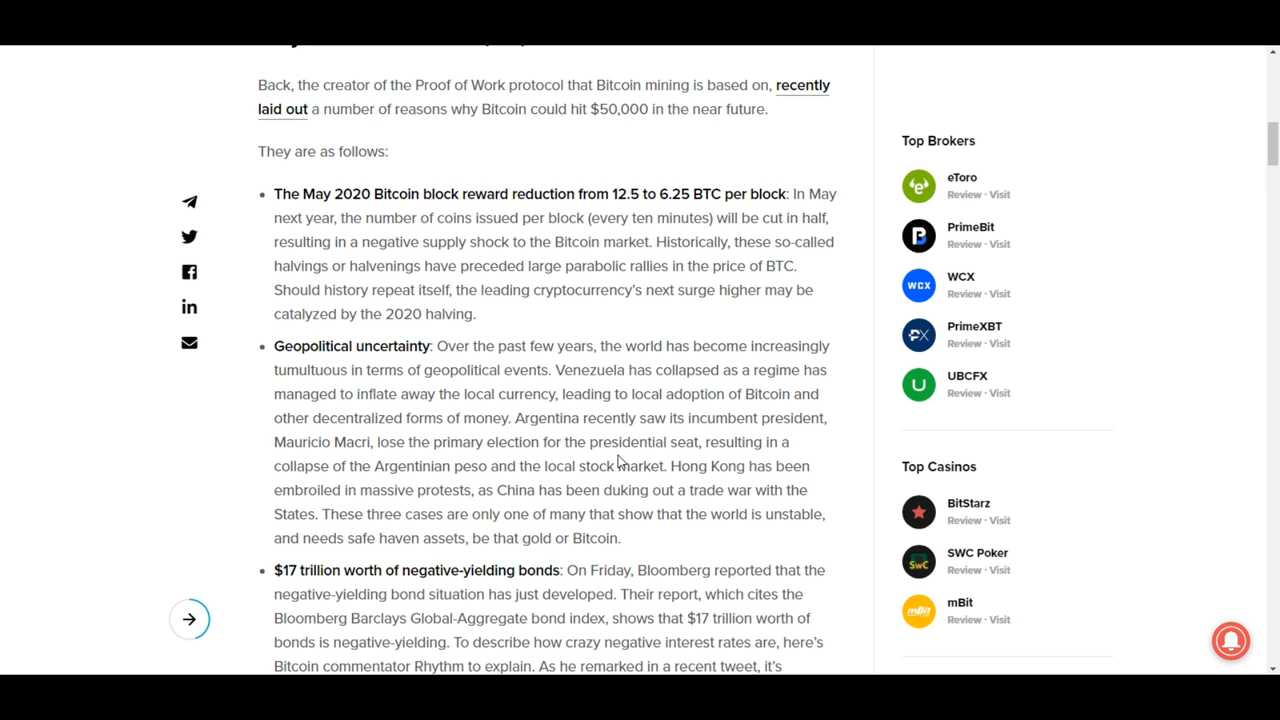 Back, the creator of the Proof of Work protocol that Bitcoin mining is based on, recently
laid out a number of reasons why Bitcoin could hit $50,000 in the near future.
They are as follows:
• The May 2020 Bitcoin block reward reduction from 12.5 to 6.25 BTC per block: In May
next year, the number of coins issued per block (every ten minutes) will be cut in half,
resulting in a negative supply shock to the Bitcoin market. Historically, these so-called
halvings or halvenings have preceded large parabolic rallies in the price of BTC.
Should history repeat itself, the leading cryptocurrency's next surge higher may be
catalyzed by the 2020 halving.
• Geopolitical uncertainty: Over the past few years, the world has become increasingly
tumultuous in terms of geopolitical events. Venezuela has collapsed as a regime has
managed to inflate away the local currency, leading to local adoption of Bitcoin and
other decentralized forms of money. Argentina recently saw its incumbent president,
Mauricio Macri, lose the primary election for the presidential seat, resulting in a
collapse of the Argentinian peso and the local stock market. Hong Kong has been
embroiled in massive protests, as China has been duking out a trade war with the
States. These three cases are only one of many that show that the world is unstable,
and needs safe haven assets, be that gold or Bitcoin.
• $17 trillion worth of negative-yielding bonds: On Friday, Bloomberg reported that the
negative-yielding bond situation has just developed. Their report, which cites the
Bloomberg Barclays Global-Aggregate bond index, shows that $17 trillion worth of
bonds is negative-yielding. To describe how crazy negative interest rates are, here's
Bitcoin commentator Rhythm to explain. As he remarked in a recent tweet, it's
Top Brokers
eToro
Review · Visit
PrimeBit
Review · Visit
WCX
WCX
Review · Visit
PX
PrimeXBT
Review · Visit
U
UBCFX
Review · Visit
Top Casinos
BitStarz
Review · Visit
SwC
SWC Poker
Review · Visit
mBit
mBit
Review · Visit